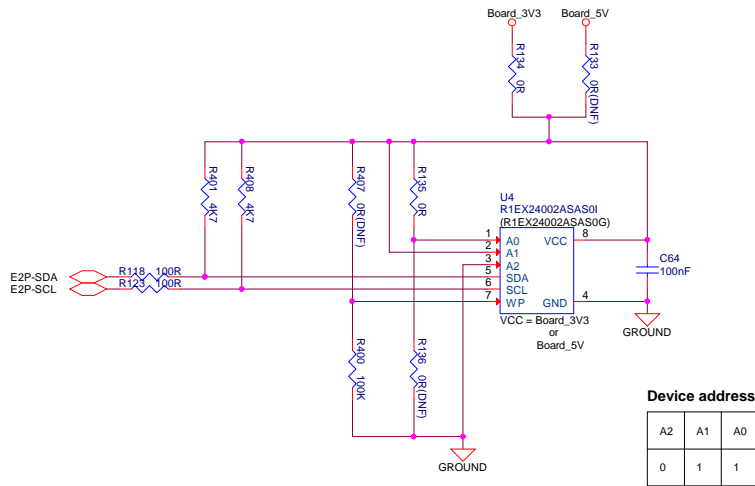 Board_3V3
Board_5V
R134
0R
R133
0R(DNF)
R401
4K7
R408
4K7
R407
0R(DNF)
R135
0R
U4
R1EX24002ASAS0I
(R1EX24002ASAS0G)
1
A0
VCC
8
2
A1
3
A2
C64
E2P-SDA
R118
100R
5
SDA
100nF
E2P-SCL
R123
100R
6
SCL
7
WP
GND
4
VCC = Board_3V3
or
Board_5V
GROUND
R400
100K
R136
0R(DNF)
GROUND
Device address
A2
A1
A0
0
1
1